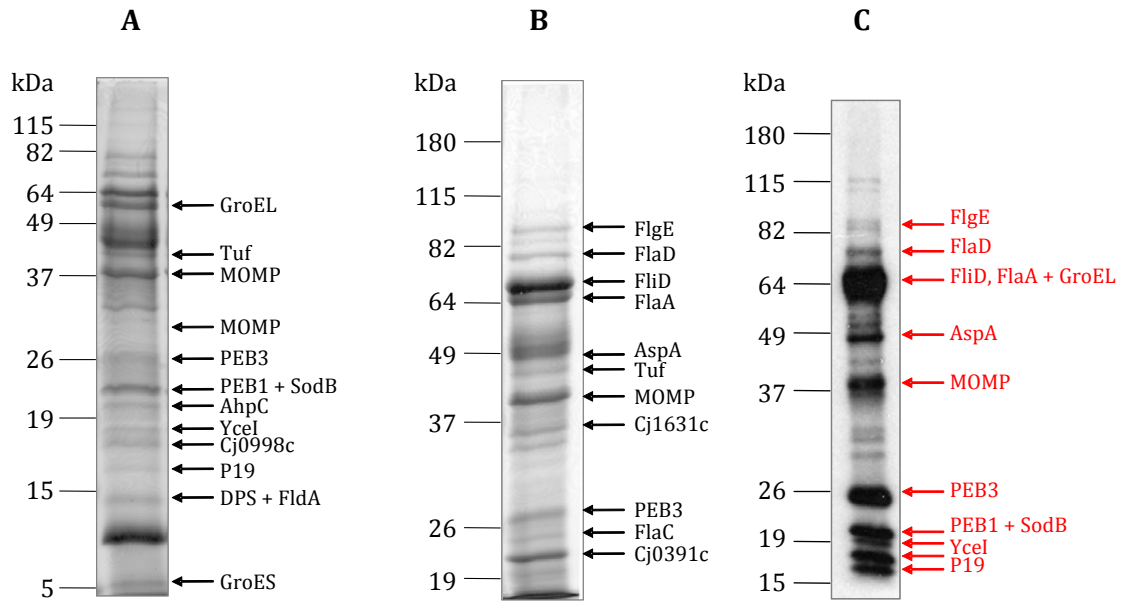 A
B
C
kDa
115
82
64
49
37
26
19
15
5
GroEL
Tuf
MOMP
MOMP
PEB3
PEB1 + SodB
AhpC
YceI
Cj0998c
P19
DPS + FldA
GroES
kDa
180
115
82
64
49
37
26
19
FlgE
FlaD
FliD
FlaA
AspA
Tuf
MOMP
Cj1631c
PEB3
FlaC
Cj0391c
kDa
180
115
82
64
49
37
26
19
15
FlgE
FlaD
FliD, FlaA + GroEL
AspA
MOMP
PEB3
PEB1 + SodB
YceI
P19